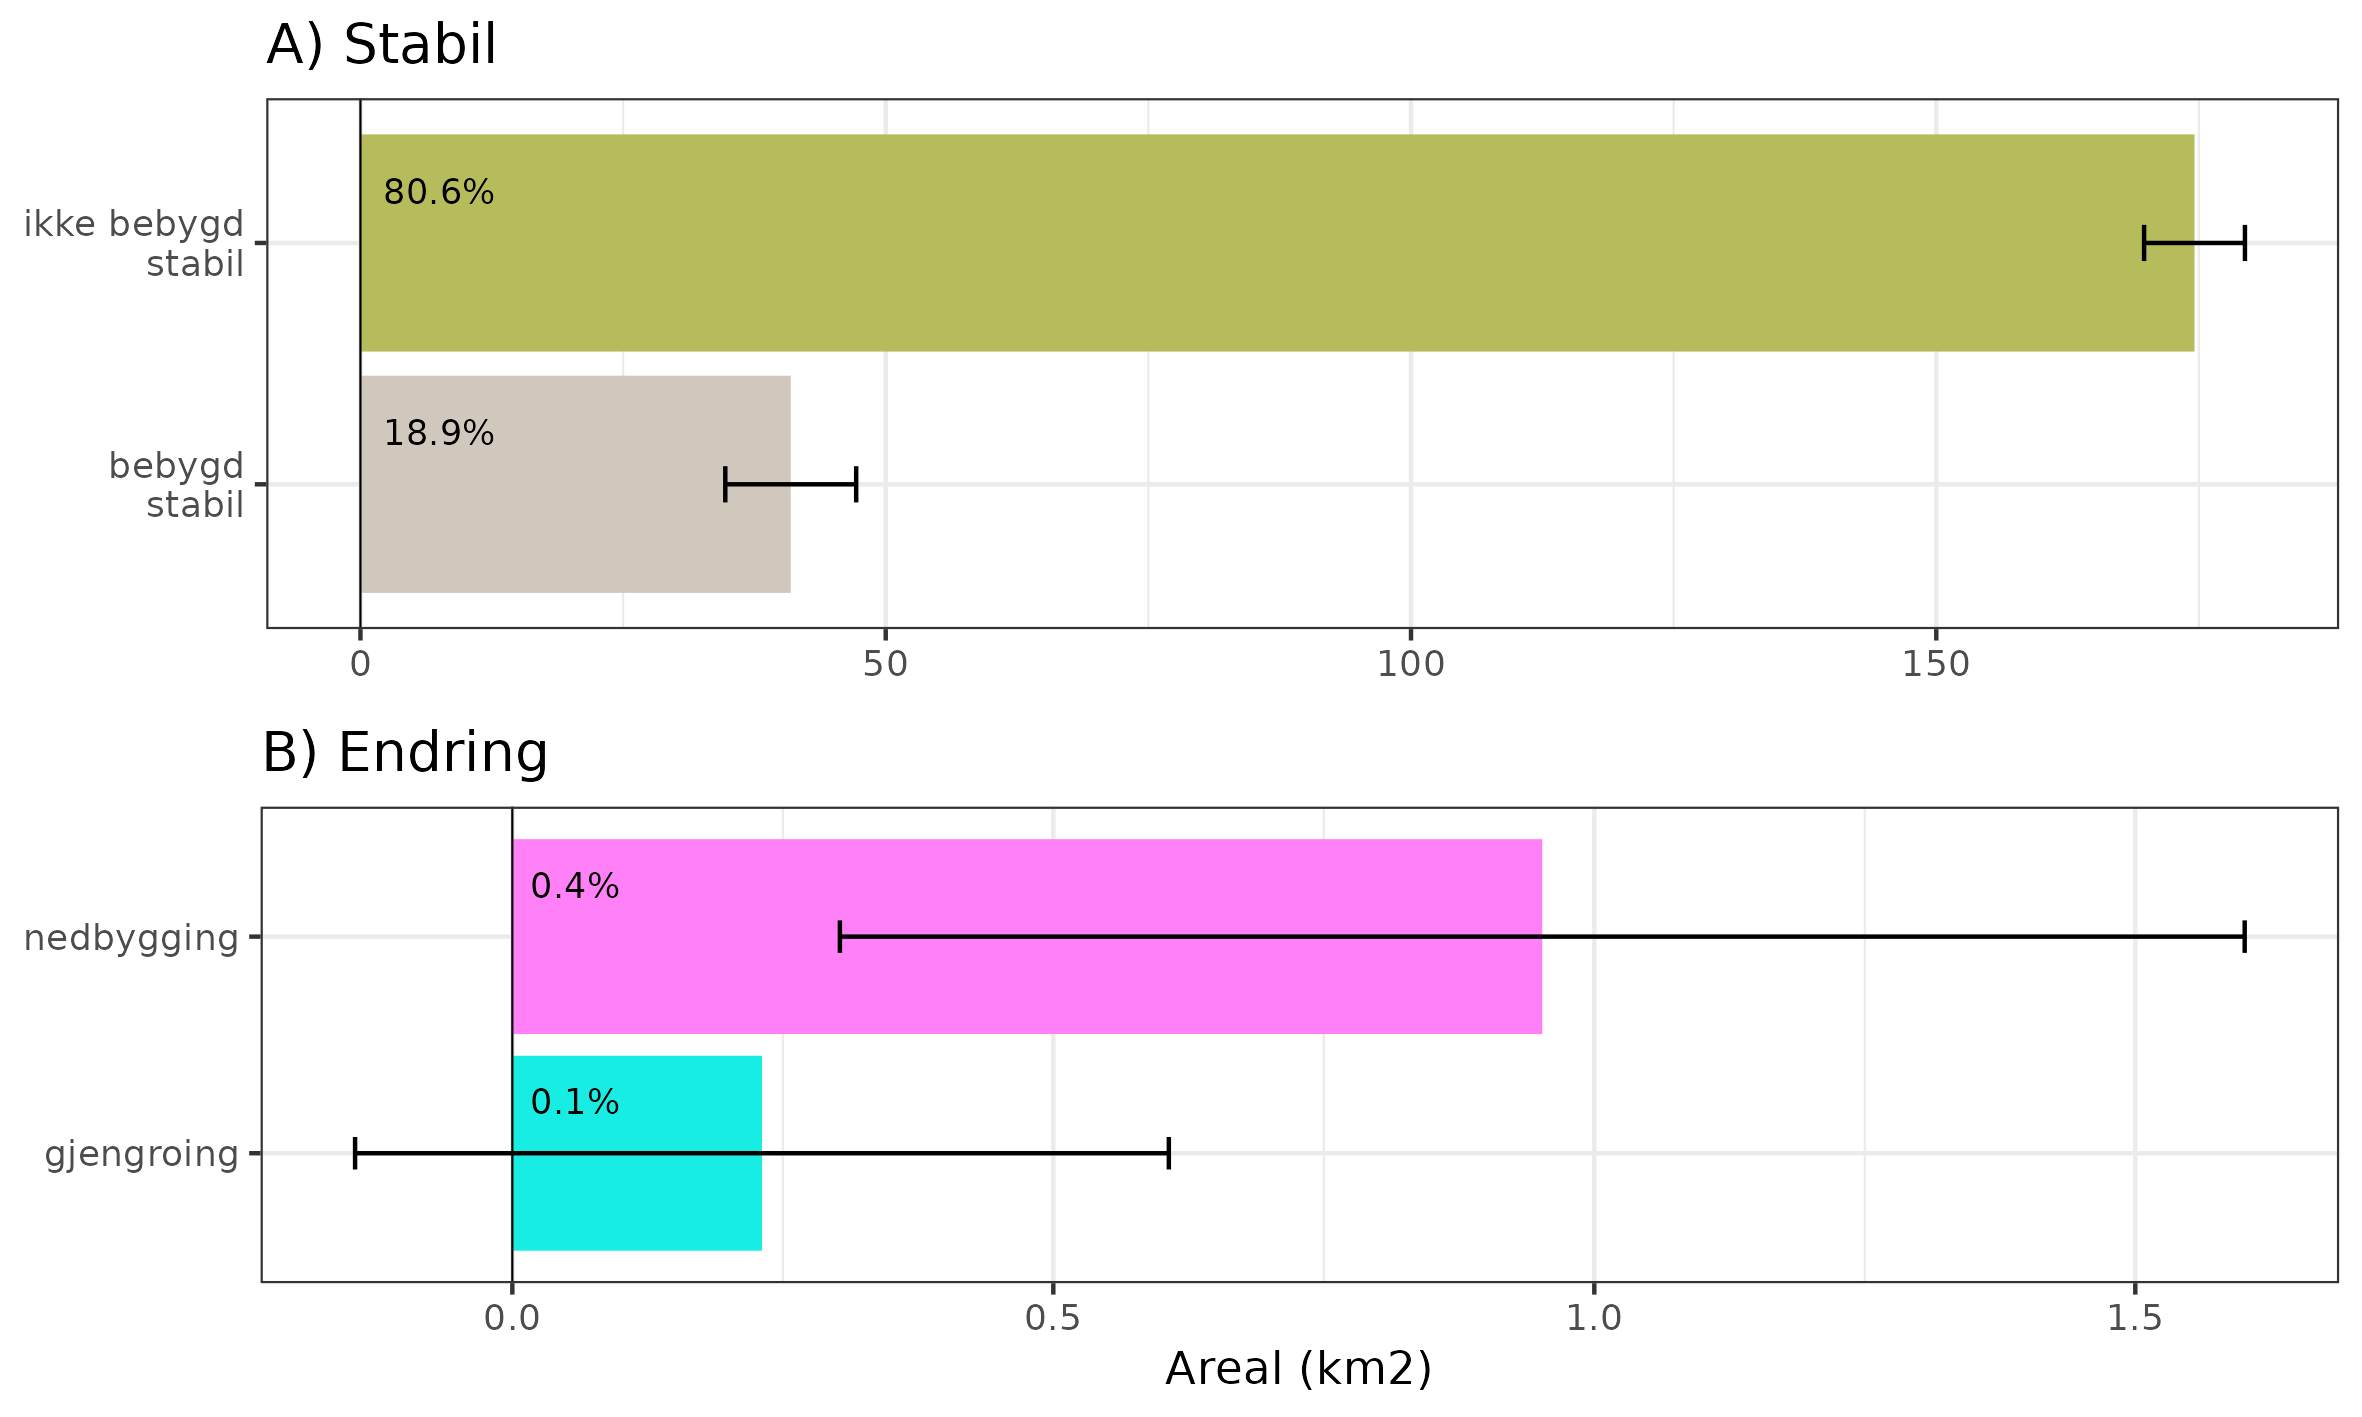 A) Stabil
80.6%
ikke bebygd
stabil
18.9%
bebygd
stabil
0 50 100 150
B) Endring
0.4%
nedbygging
0.1%
gjengroing
0.0 0.5 1.0 1.5
Areal (km2)